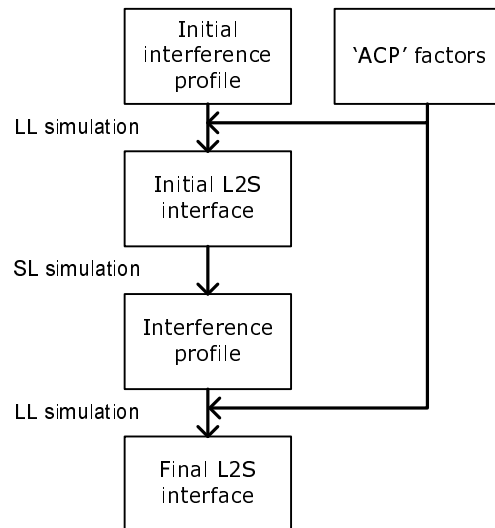 Initial
interference
profile
‘ACP’ factors
LL simulation
Initial L2S
interface
SL simulation
Interference
profile
LL simulation
Final L2S
interface